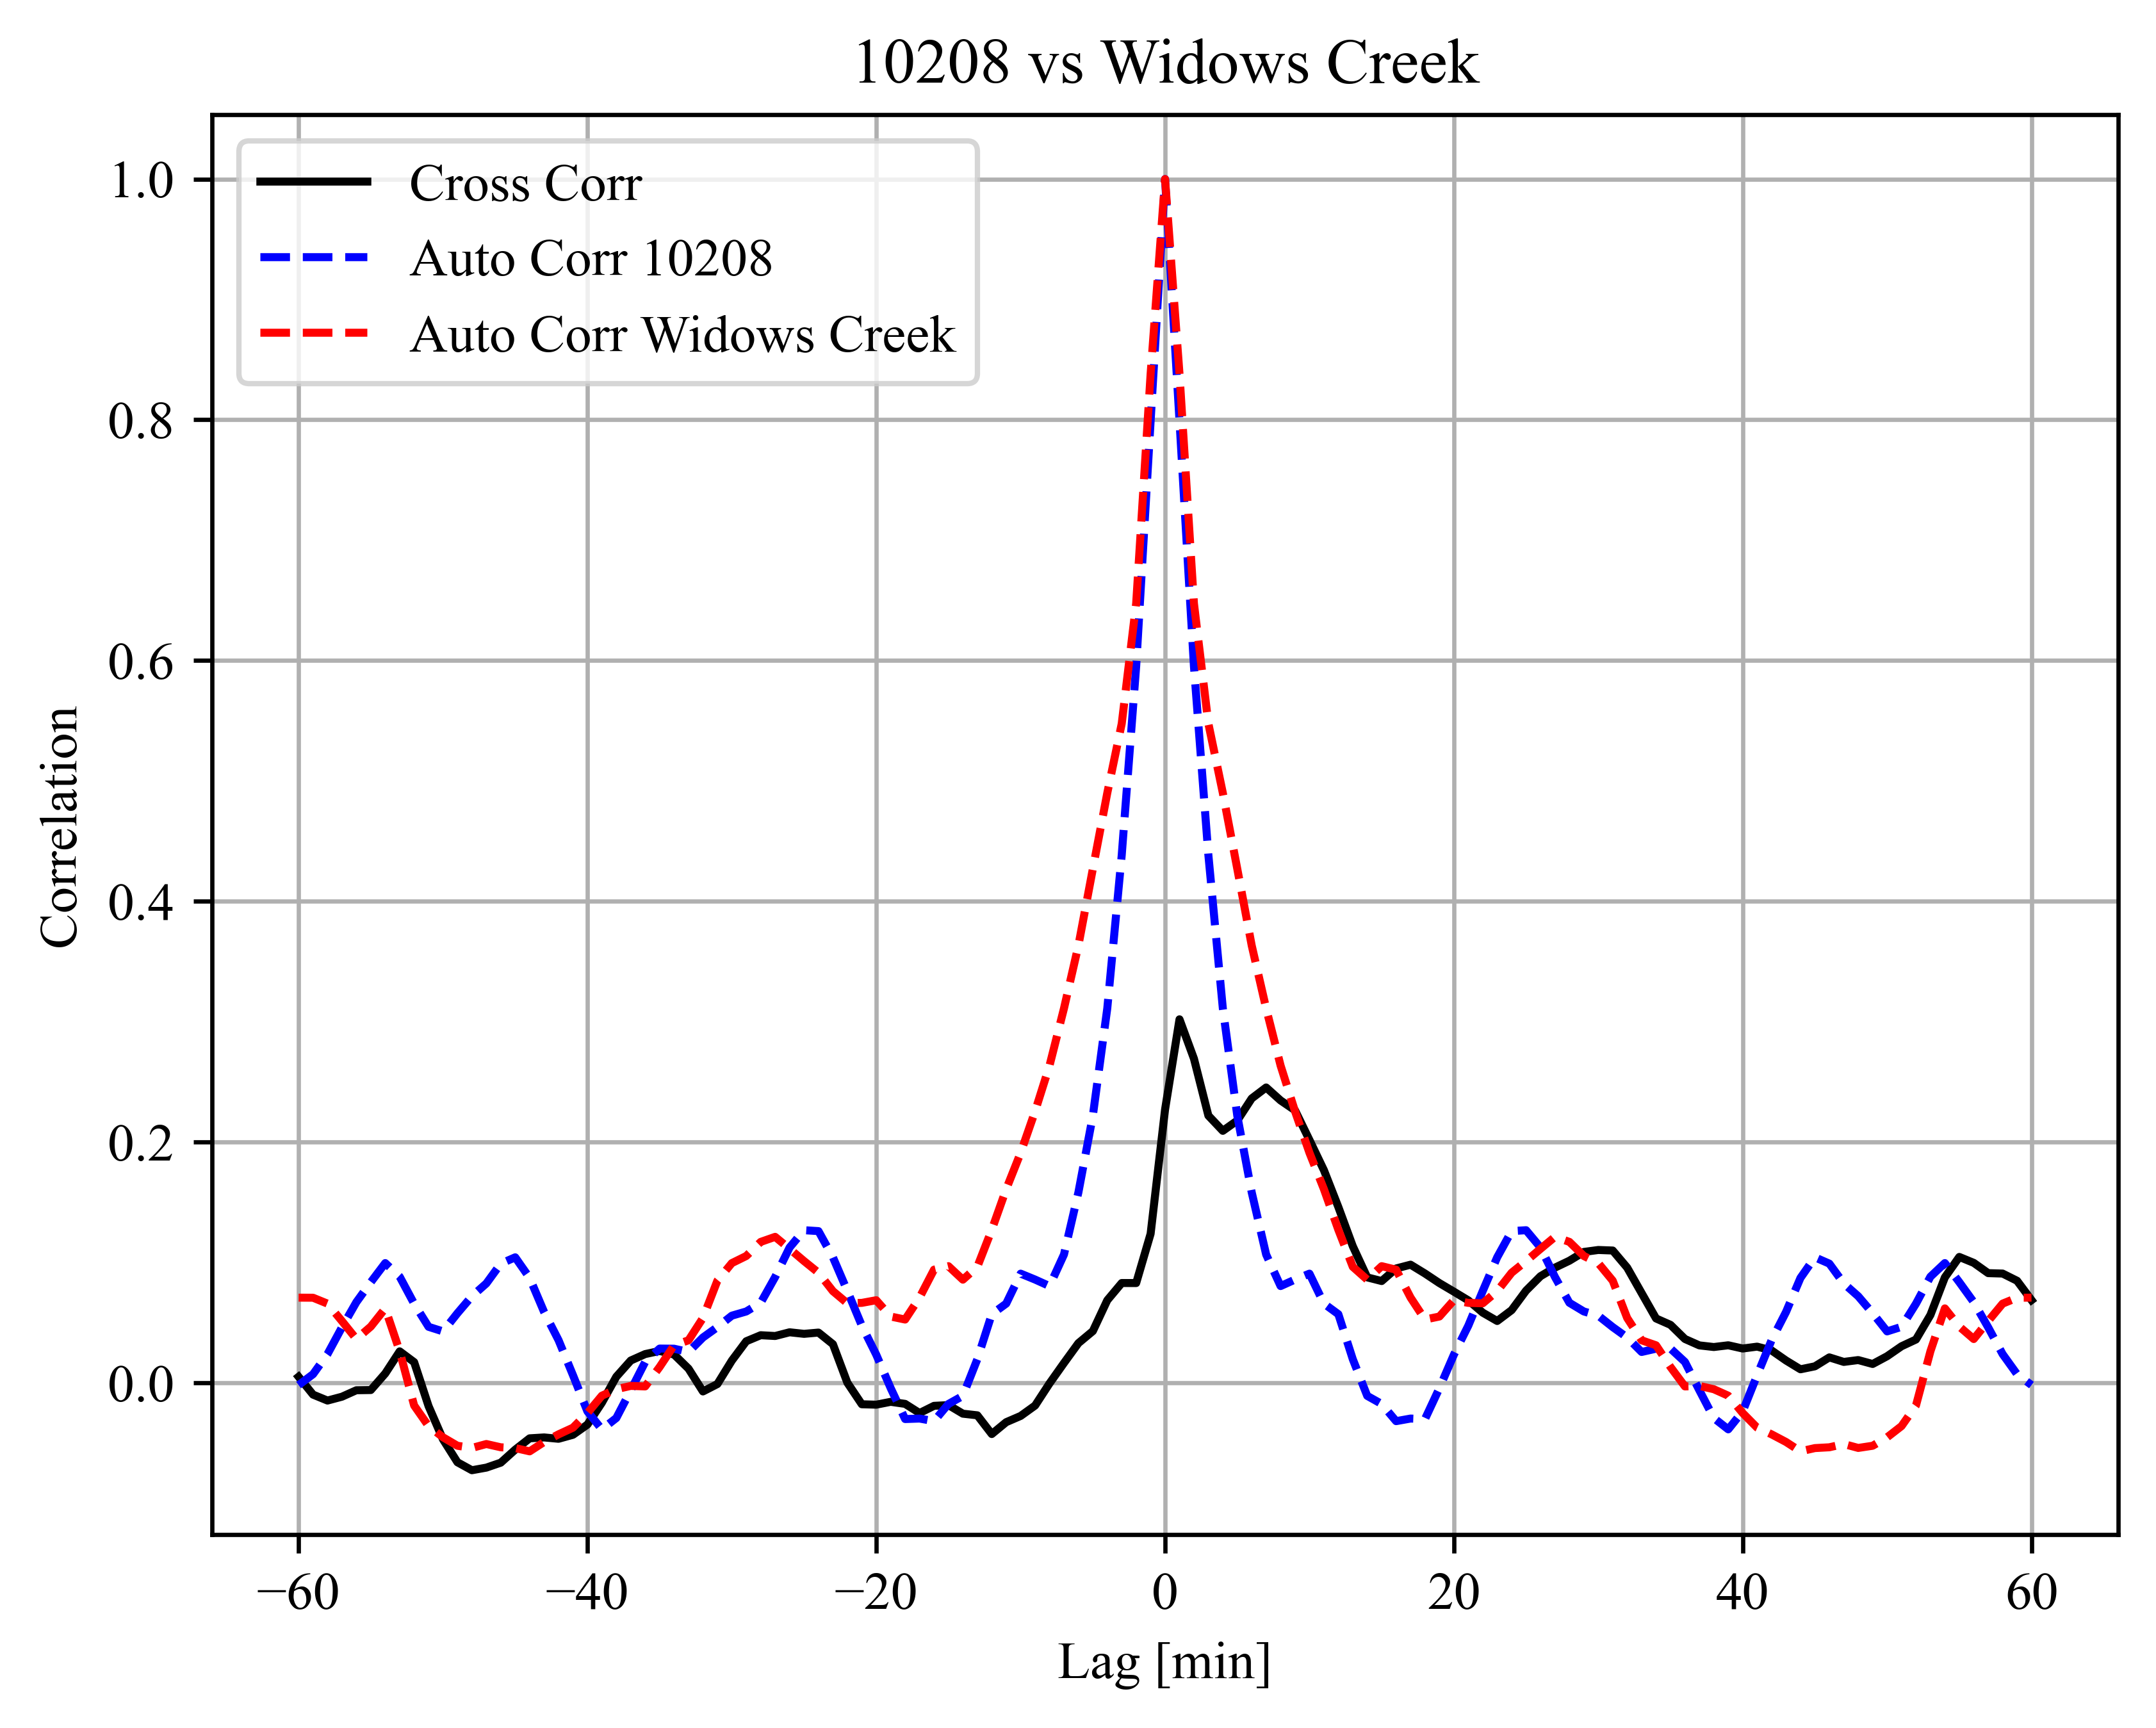 10208 vs Widows Creek
Cross Corr
Auto Corr 10208
Auto Corr Widows Creek
1.0
0.8
0.6
0.4
0.2
0.0
Correlation
−60 −40 −20 0 20 40 60
Lag [min]